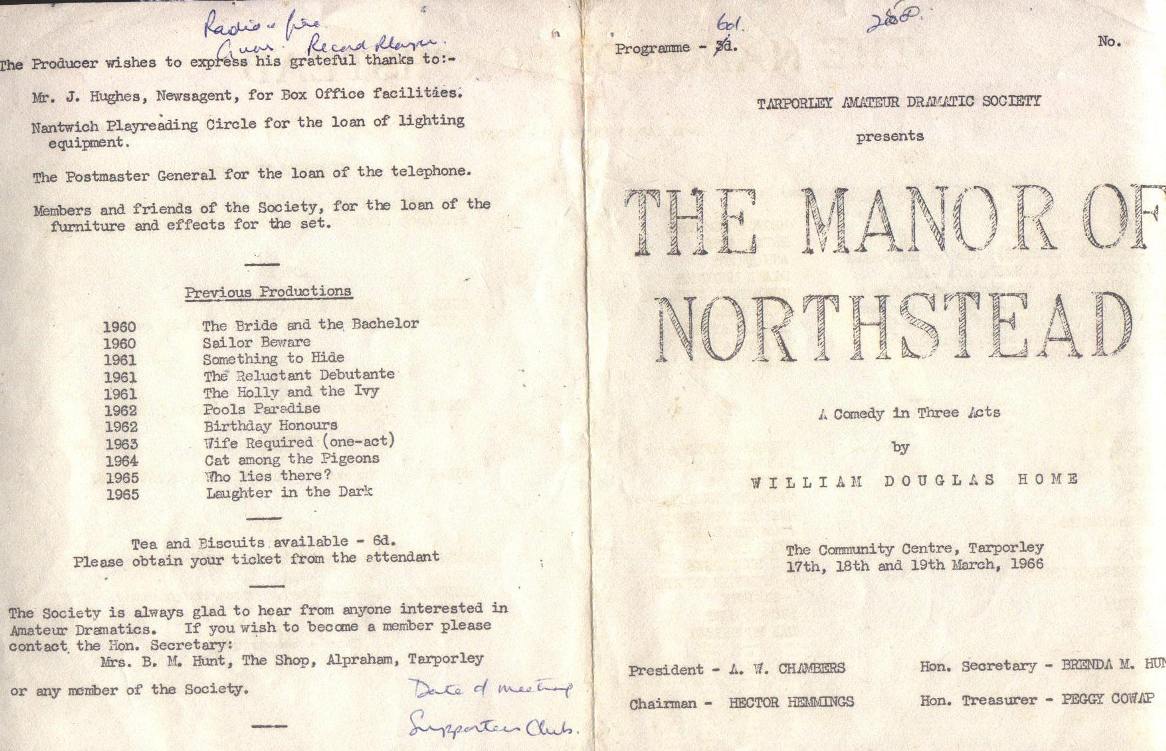 Radio & fire.
Record Player.
The Producer wishes to express his grateful thanks to:-
Mr. J. Hughes, Newsagent, for Box Office facilities.
Nantwich Playreading Circle for the loan of lighting
equipment.
The Postmaster General for the loan of the telephone.
Members and friends of the Society, for the loan of the
furniture and effects for the set.
Previous Productions
1960 The Bride and the Bachelor
1960 Sailor Beware
1961 Something to Hide
1961 The Reluctant Debutante
1961 The Holly and the Ivy
1962 Pools Paradise
1962 Birthday Honours
1963 Wife Required (one-act)
1964 Cat among the Pigeons
1965 Who lies there?
1965 Laughter in the Dark
Tea and Biscuits available - 6d.
Please obtain your ticket from the attendant
The Society is always glad to hear from anyone interested in
Amateur Dramatics. If you wish to become a member please
contact the Hon. Secretary:
Mrs. B. M. Hunt, The Shop, Alpraham, Tarporley
or any member of the Society.
Date of meeting
Supporters Club.
6d.
Programme - 3d.
No.
TARPORLEY AMATEUR DRAMATIC SOCIETY
presents
THE MANOR OF
NORTHSTEAD
A Comedy in Three Acts
by
WILLIAM DOUGLAS HOME
The Community Centre, Tarporley
17th, 18th and 19th March, 1966
President - A. W. CHAMBERS
Hon. Secretary - BRENDA M. HUN
Chairman - HECTOR HEMMINGS
Hon. Treasurer - PEGGY COWAP